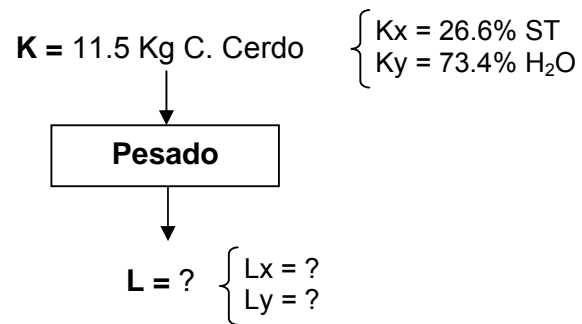 K = 11.5 Kg C. Cerdo
Kx = 26.6% ST
Ky = 73.4% H₂O
Pesado
L = ?
Lx = ?
Ly = ?